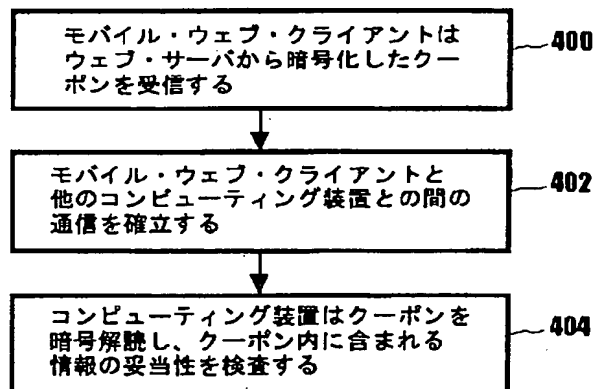 モバイル・ウェブ・クライアントは
ウェブ・サーバから暗号化したクー
ポンを受信する
400
モバイル・ウェブ・クライアントと
他のコンピューティング装置との間の
通信を確立する
402
コンピューティング装置はクーポンを
暗号解読し、クーポン内に含まれる
情報の妥当性を検査する
404